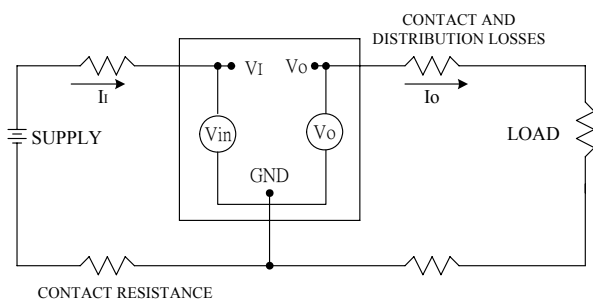 CONTACT AND
DISTRIBUTION LOSSES
VI
Vo
II
Io
SUPPLY
Vin
Vo
LOAD
GND
CONTACT RESISTANCE